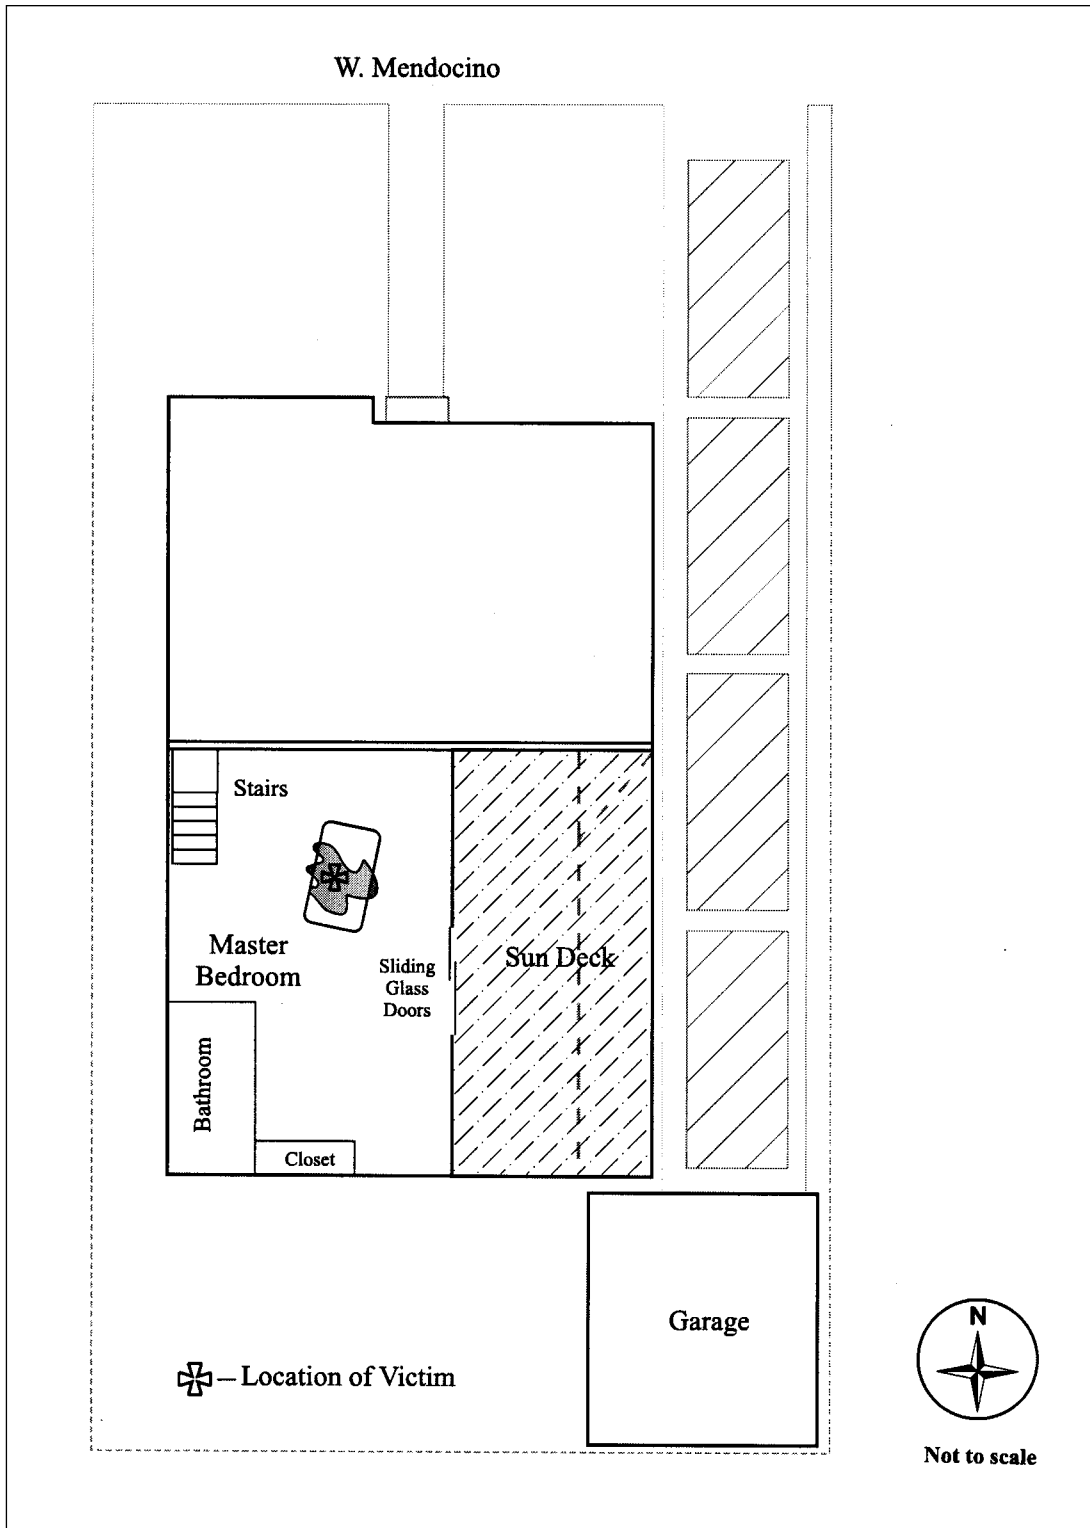 W. Mendocino
Stairs
Master
Bedroom
Sliding
Glass
Doors
Sun Deck
Bathroom
Closet
Garage
– Location of Victim
N
Not to scale